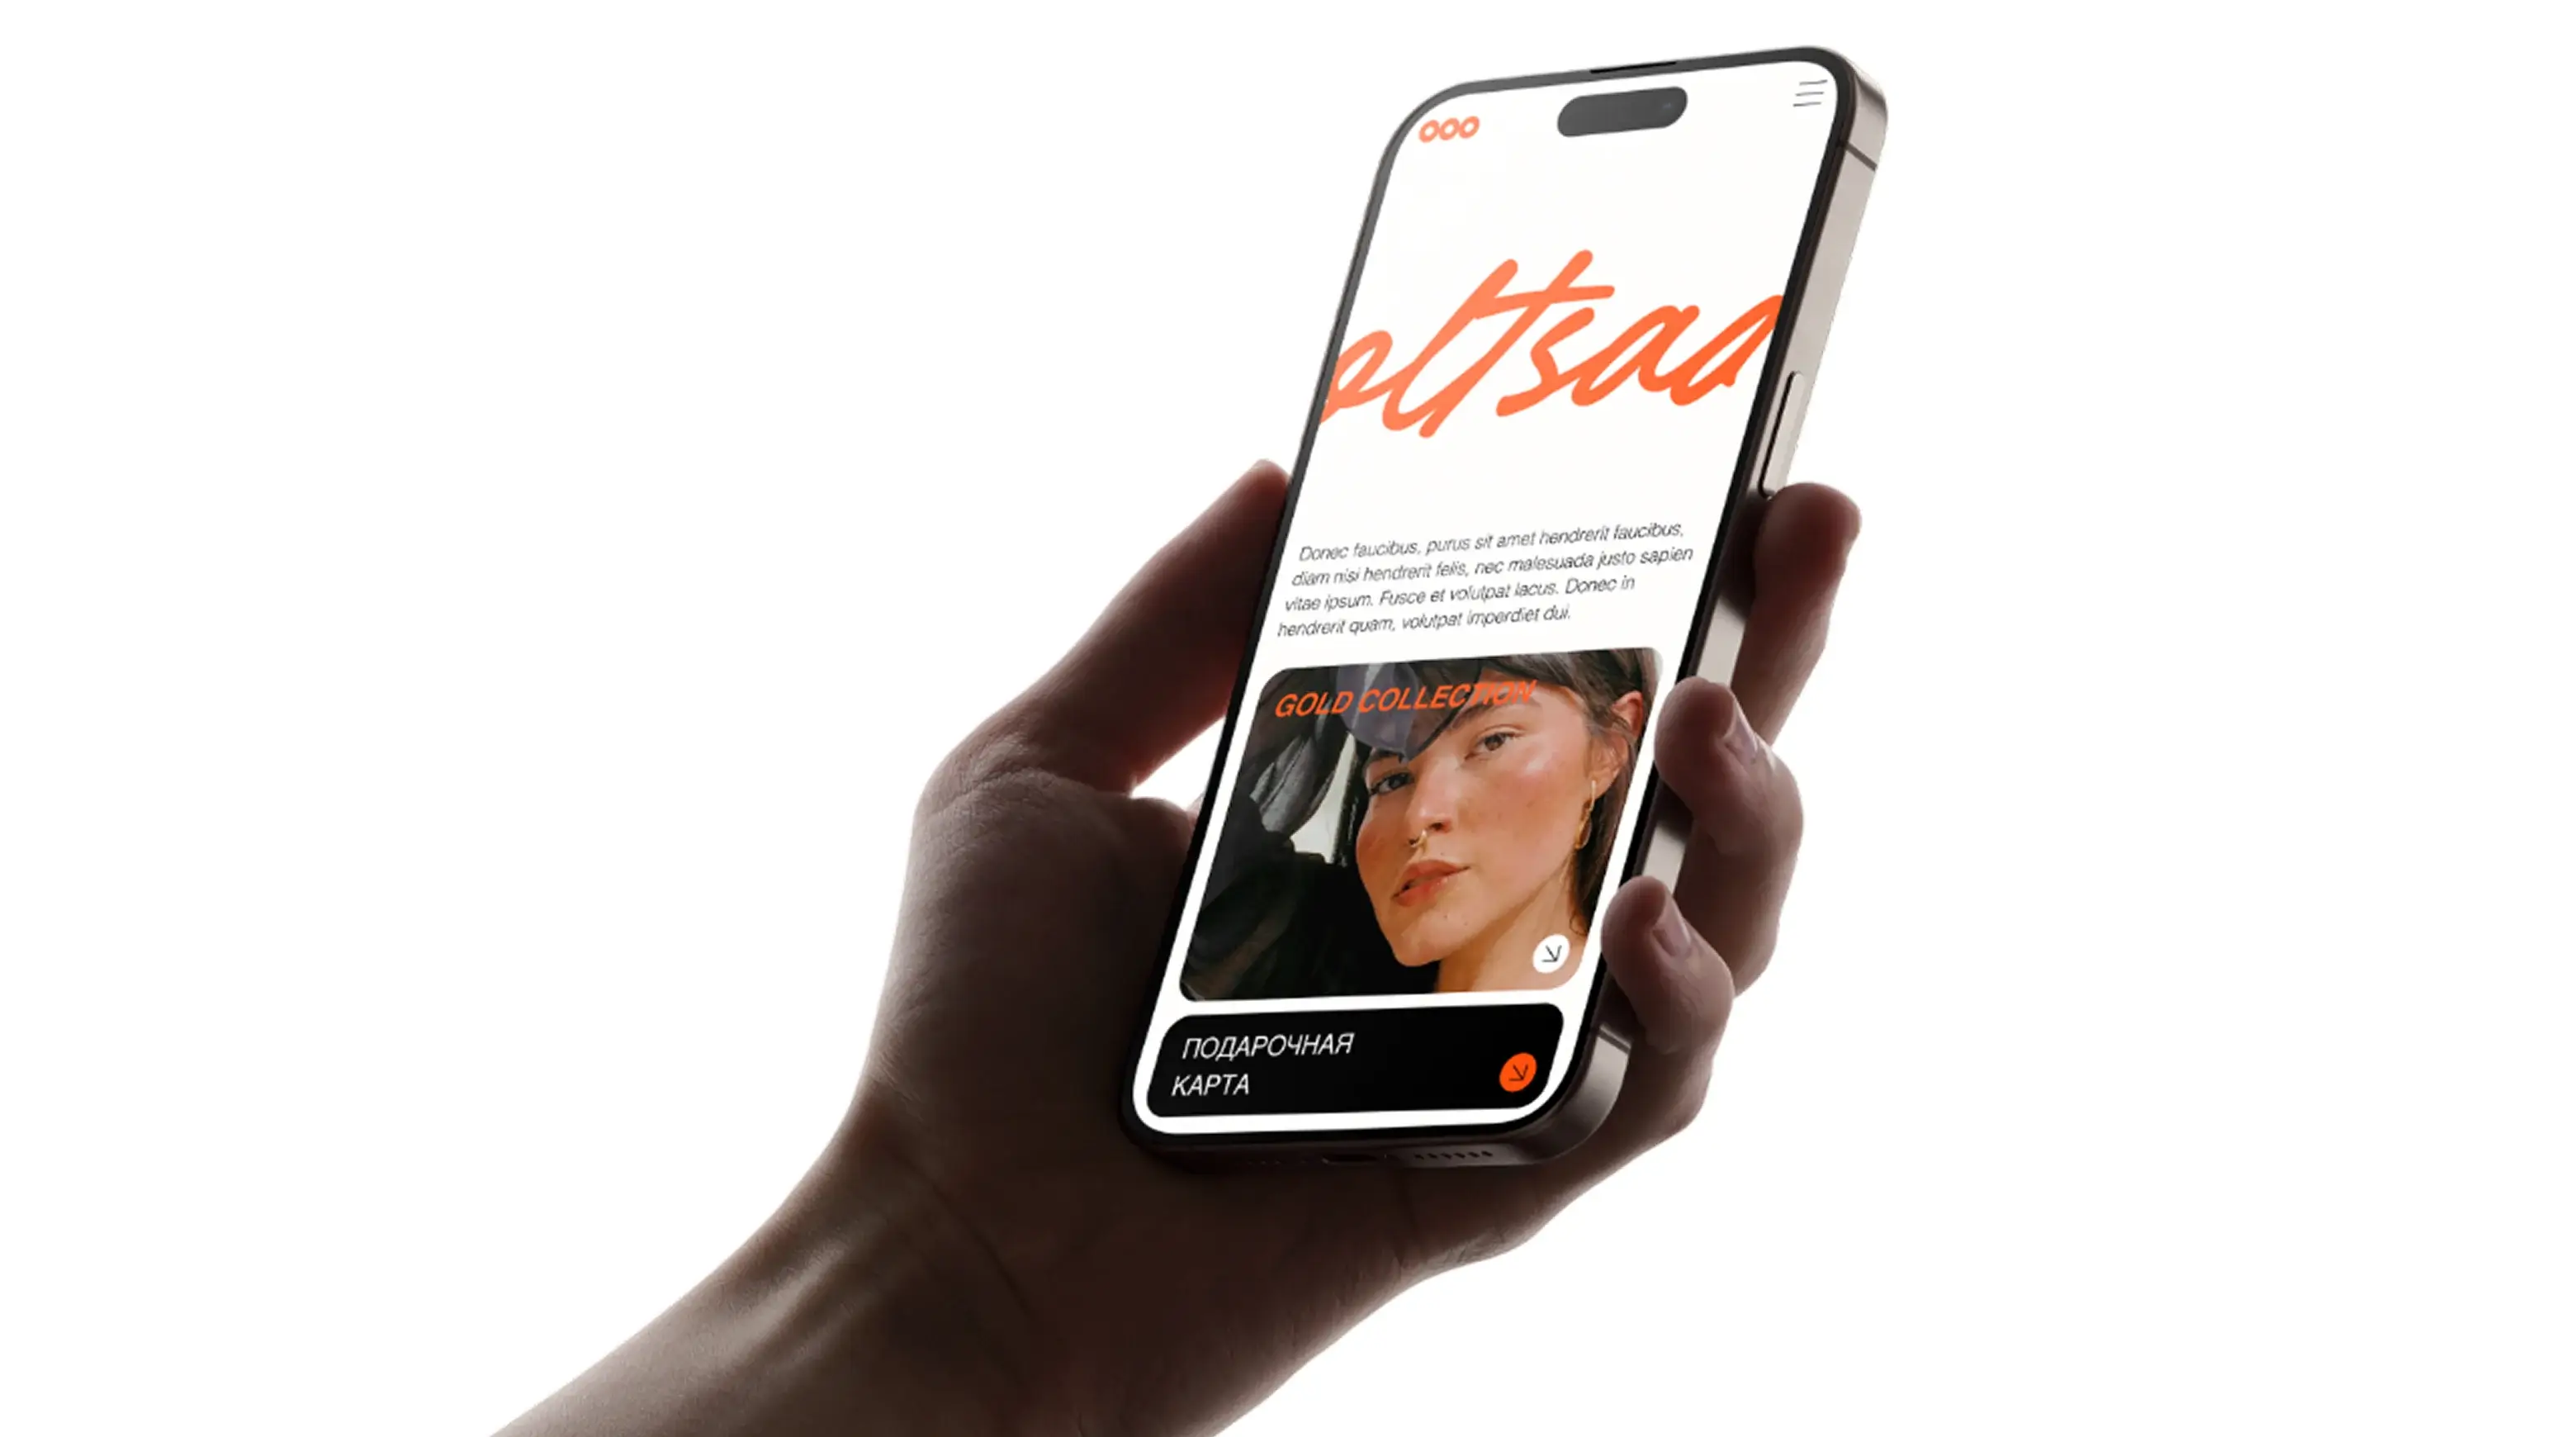 ooo
oltsaa
Donec faucibus, purus sit amet hendrerit faucibus,
diam nisi hendrerit felis, nec malesuada justo sapien
vitae ipsum. Fusce et volutpat lacus. Donec in
hendrerit quam, volutpat imperdiet dui.
GOLD COLLECTION
ПОДАРОЧНАЯ
КАРТА